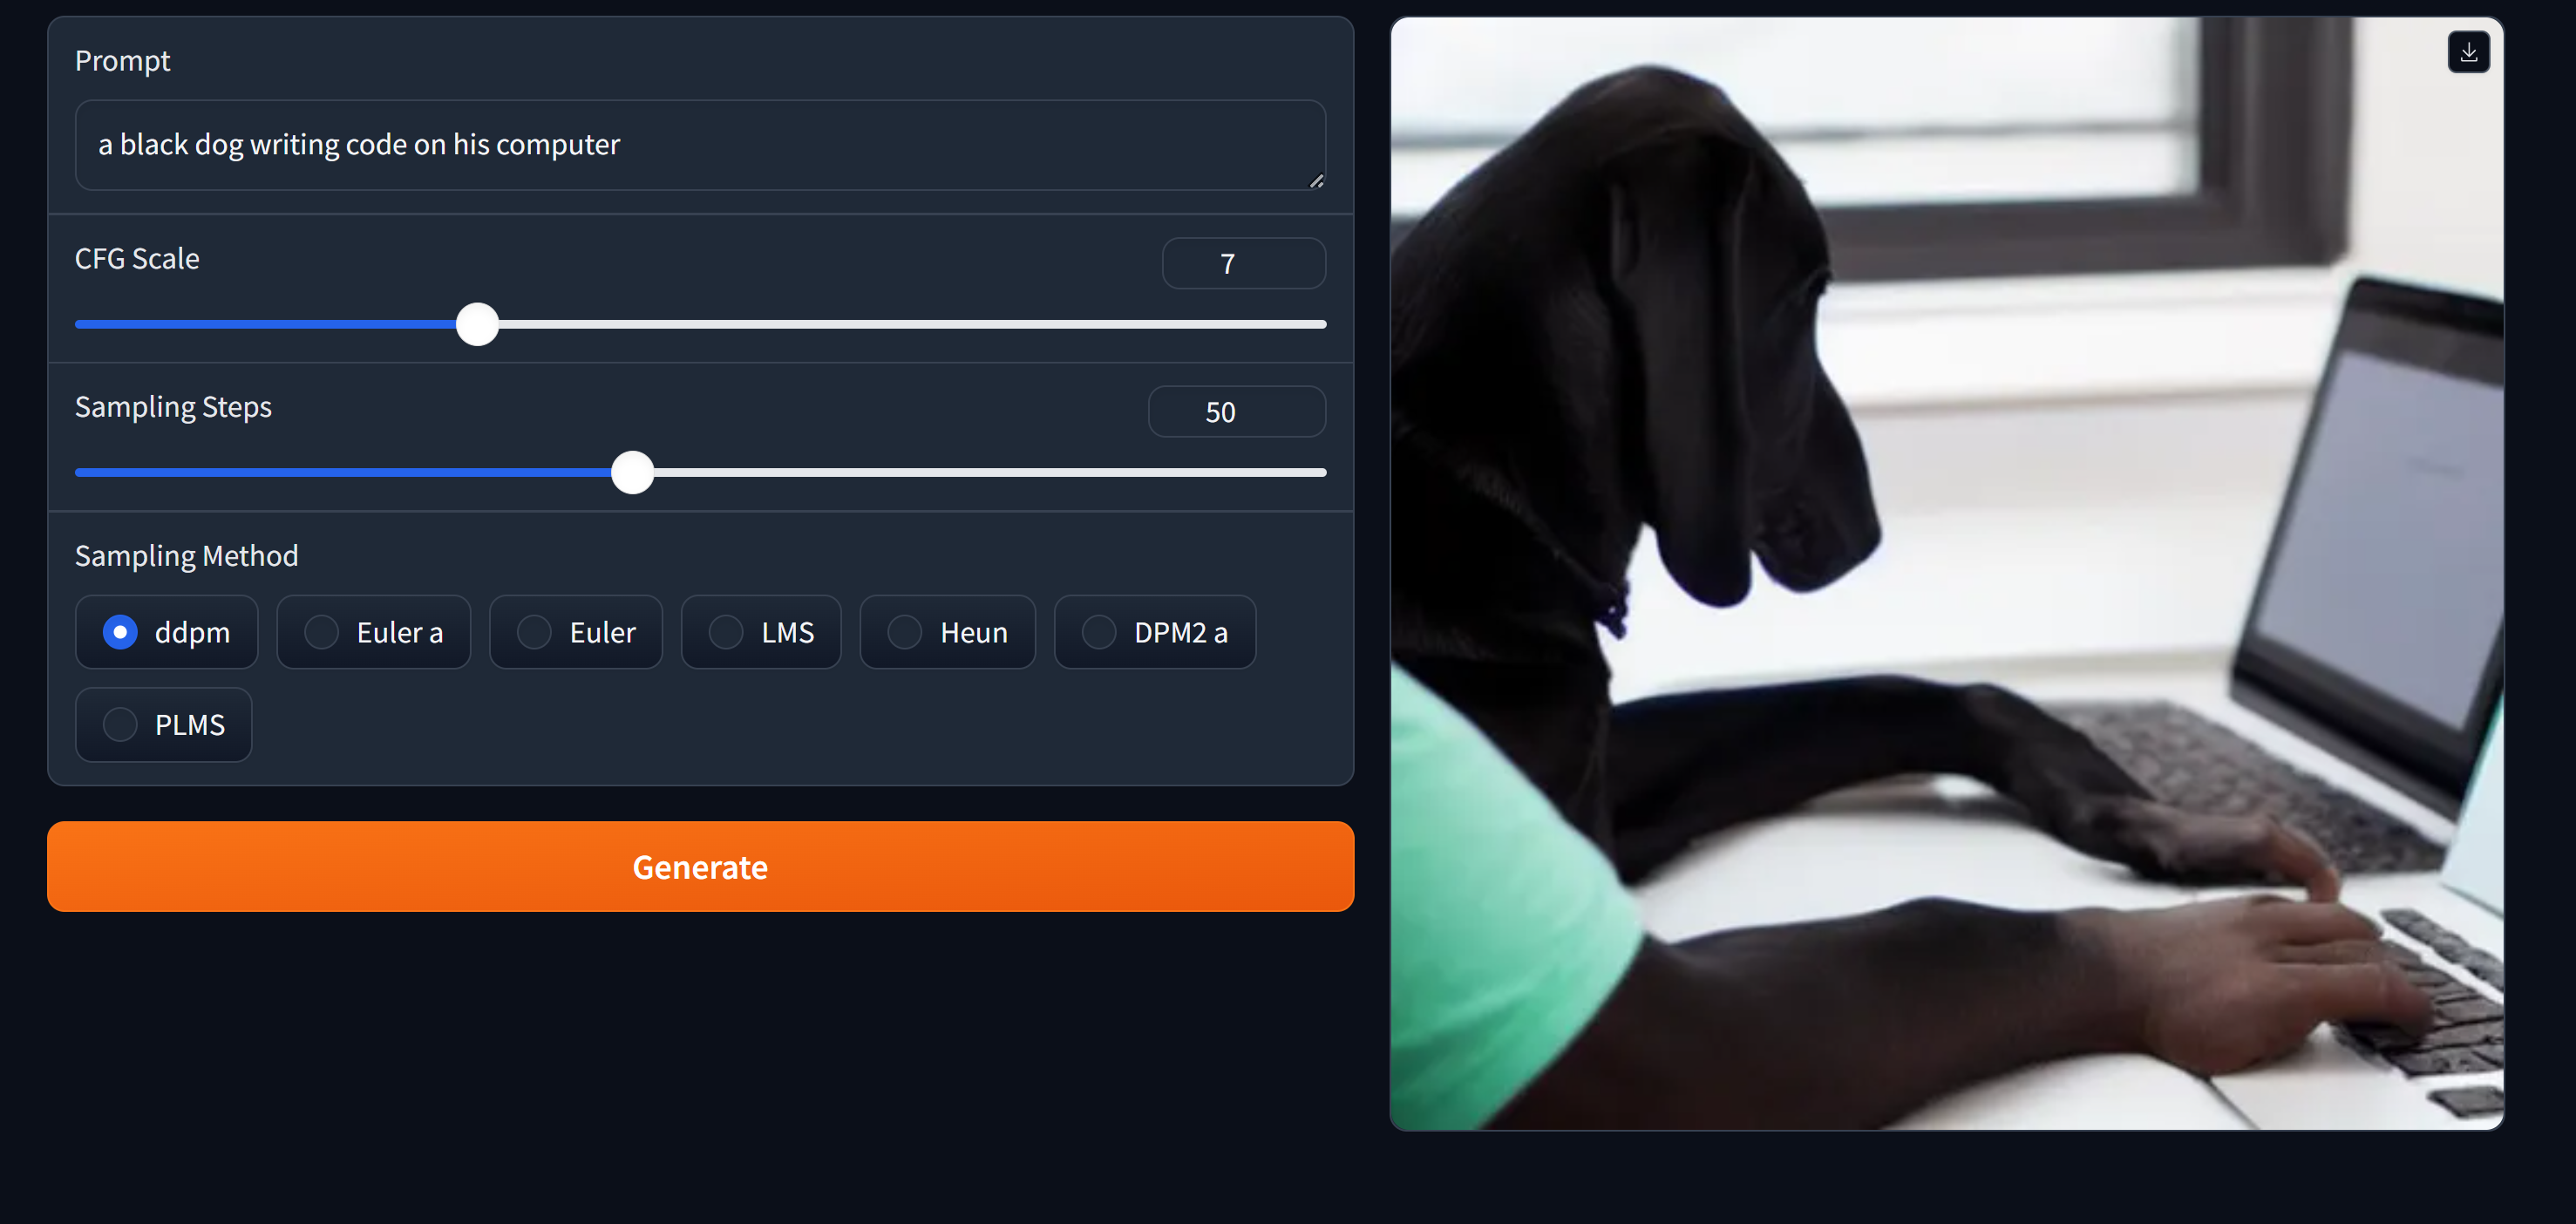 Prompt
a black dog writing code on his computer
CFG Scale
7
Sampling Steps
50
Sampling Method
ddpm
Euler a
Euler
LMS
Heun
DPM2 a
PLMS
Generate